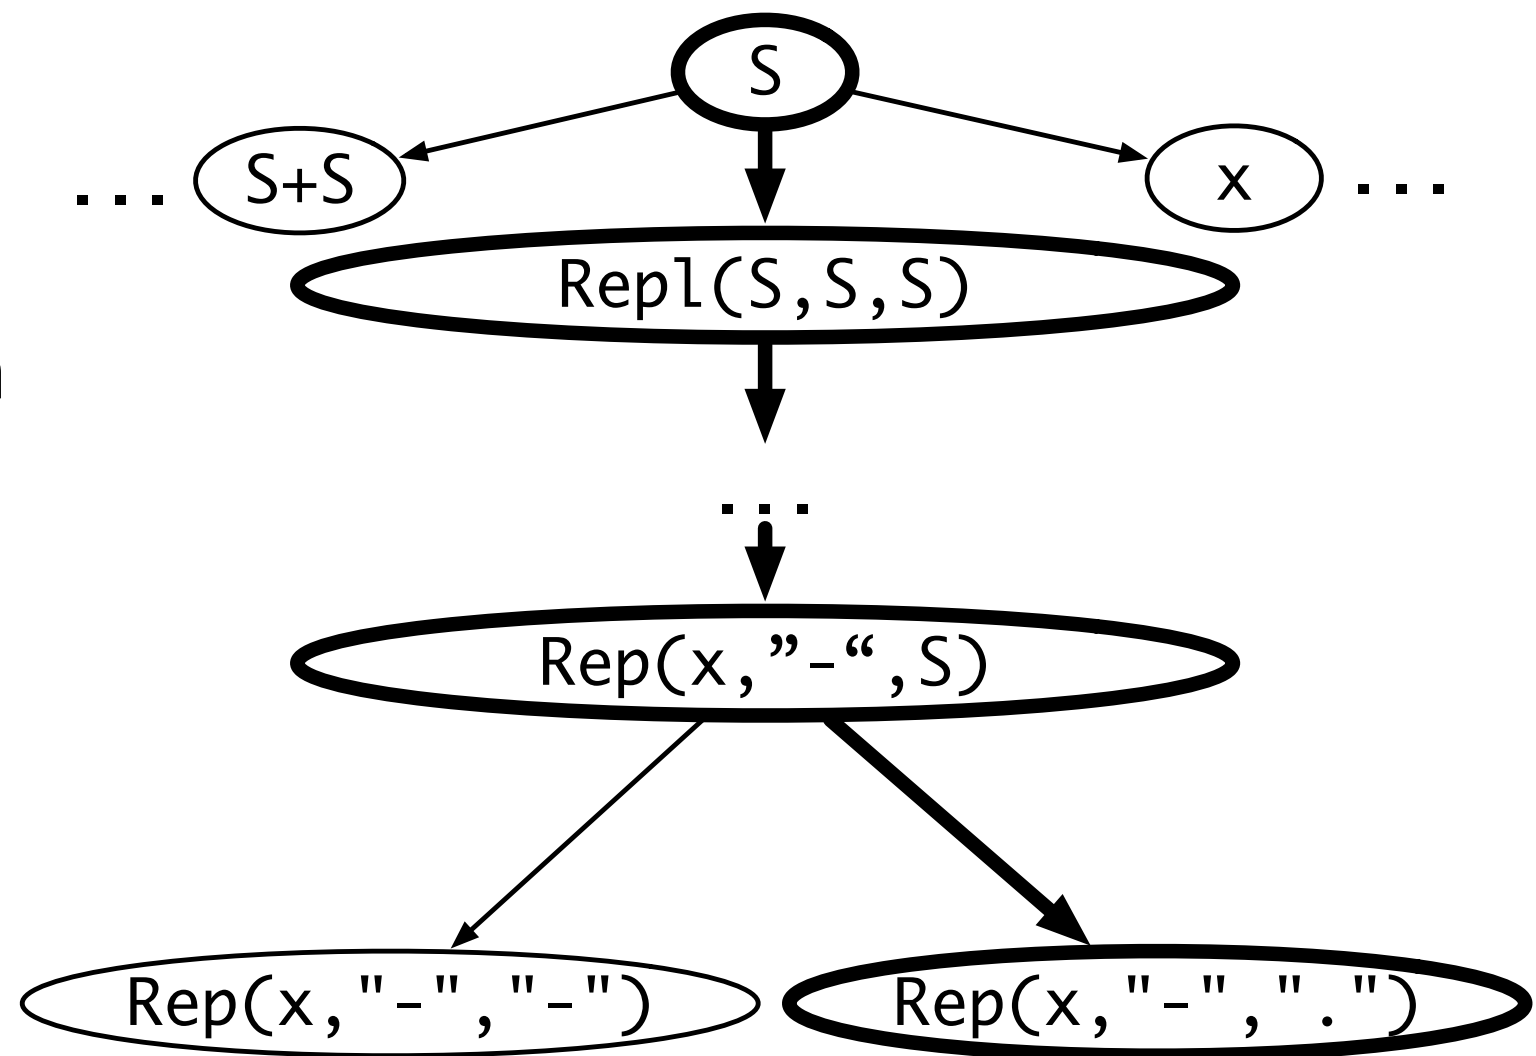 S
... S+S x ...
Repl(S,S,S)
...
Rep(x,”-“,S)
Rep(x,"-","-") Rep(x,"-",".")